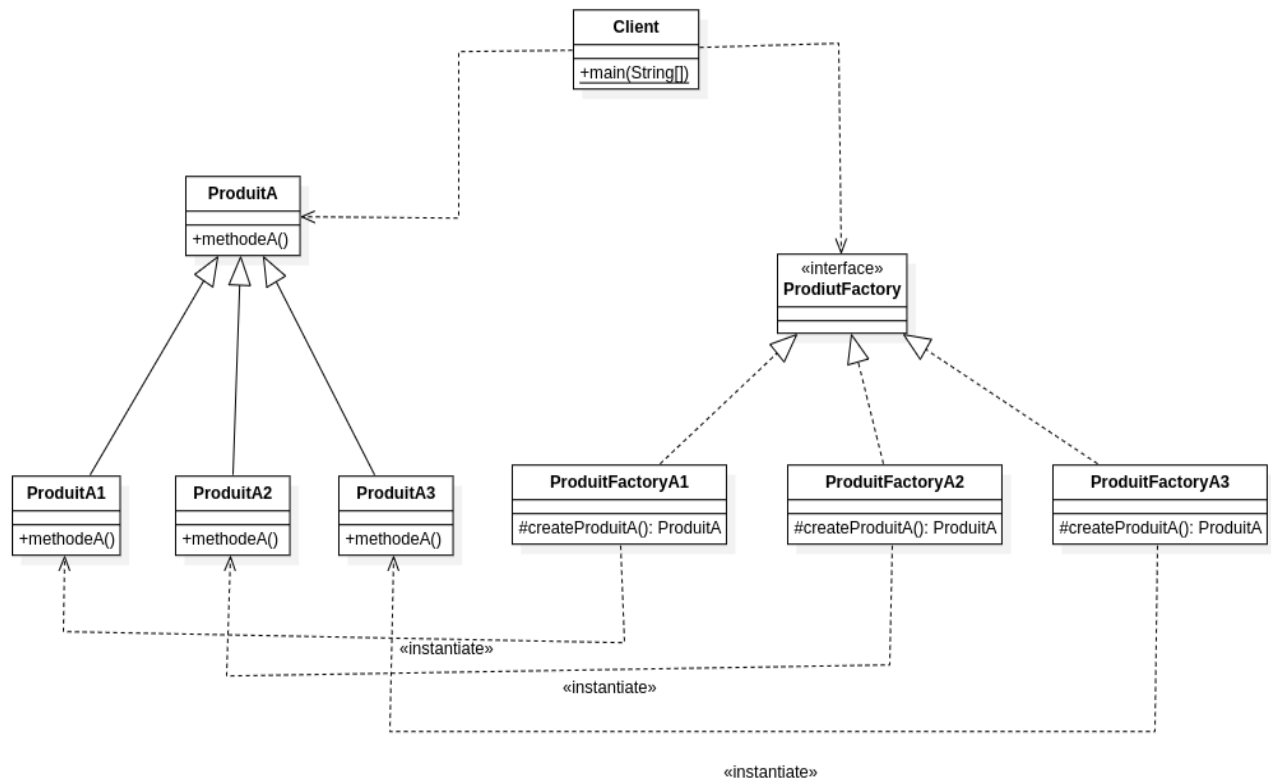 Client
+main(String[])
ProduitA
+methodeA()
«interface»
ProdiutFactory
ProduitA1
+methodeA()
ProduitA2
+methodeA()
ProduitA3
+methodeA()
ProduitFactoryA1
#createProduitA(): ProduitA
ProduitFactoryA2
#createProduitA(): ProduitA
ProduitFactoryA3
#createProduitA(): ProduitA
«instantiate»
«instantiate»
«instantiate»